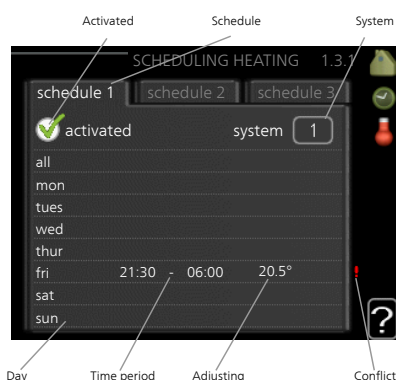 Activated Schedule System
SCHEDULING HEATING 1.3.1
schedule 1 schedule 2 schedule 3
activated system 1
all
mon
tues
wed
thur
fri 21:30 - 06:00 20.5° !
sat
sun
?
Day Time period Adjusting Conflict